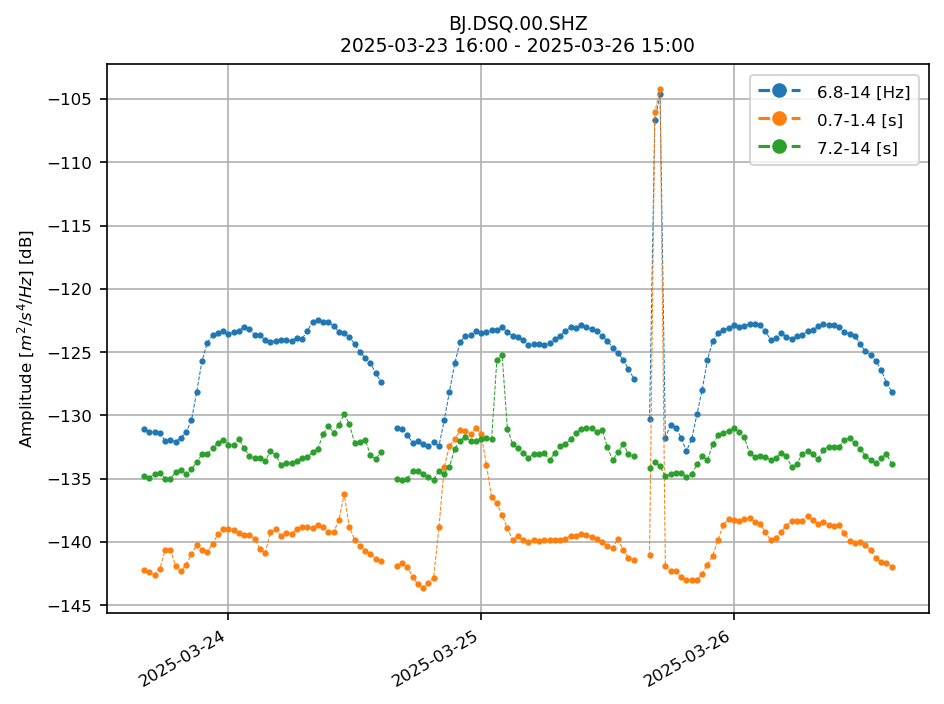 BJ.DSQ.00.SHZ
2025-03-23 16:00 - 2025-03-26 15:00
6.8-14 [Hz]
0.7-1.4 [s]
7.2-14 [s]
Amplitude [m²/s⁴/Hz] [dB]
−105
−110
−115
−120
−125
−130
−135
−140
−145
2025-03-24
2025-03-25
2025-03-26